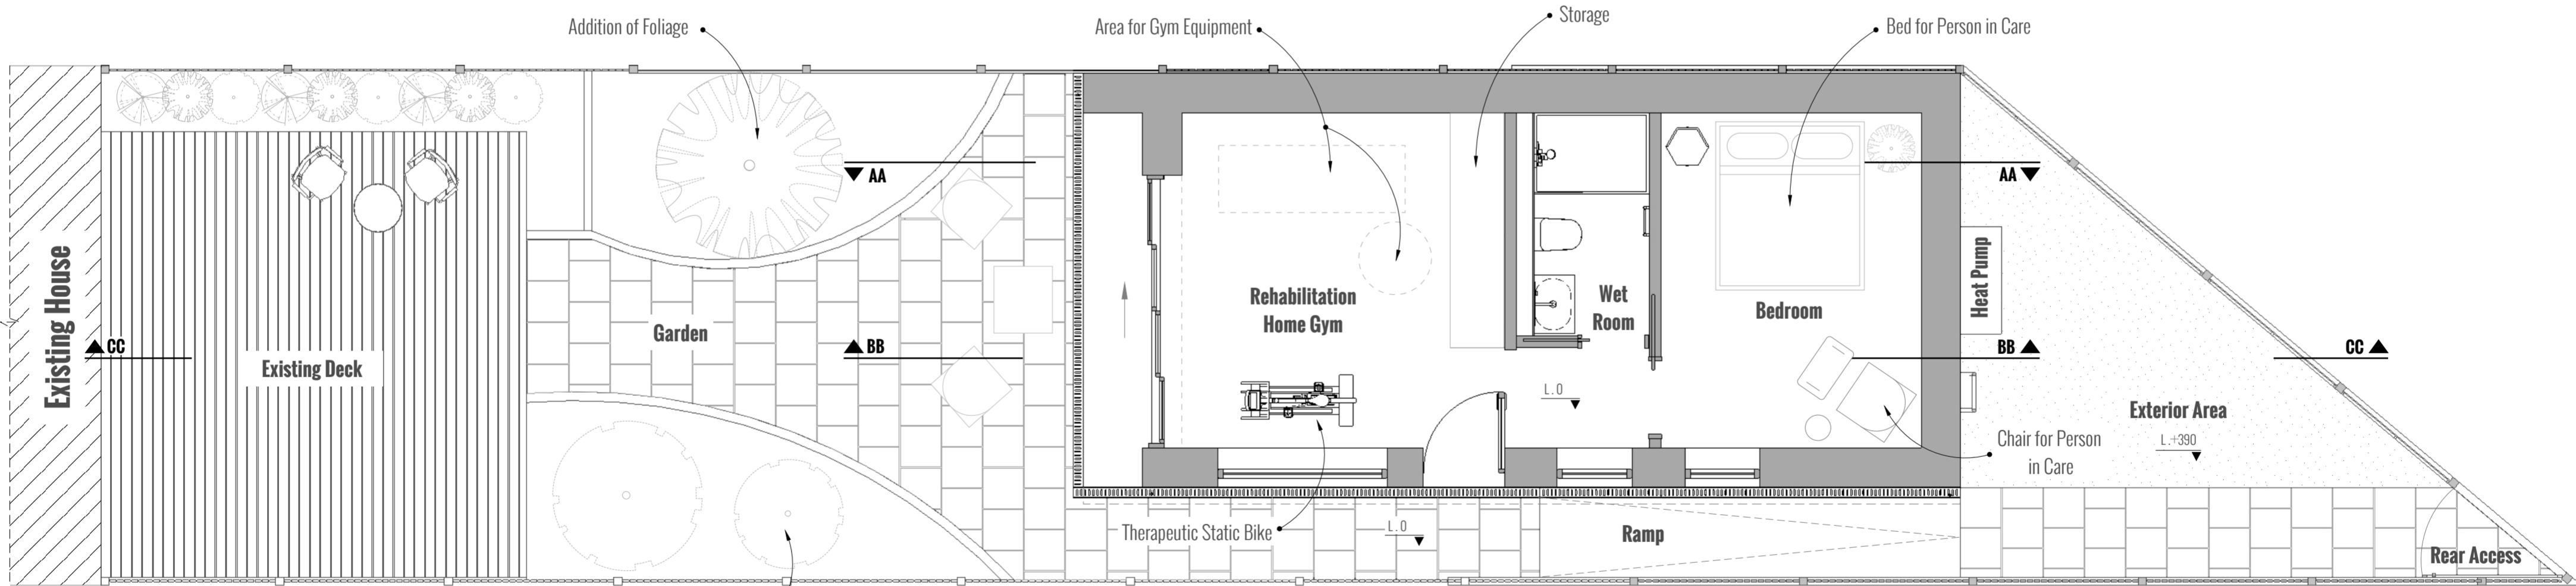 Addition of Foliage
Area for Gym Equipment
Storage
Bed for Person in Care
AA
AA
Existing House
CC
Existing Deck
Garden
BB
Rehabilitation
Home Gym
Wet
Room
Bedroom
Heat Pump
BB
CC
L.0
Exterior Area
L.+390
Chair for Person
in Care
Therapeutic Static Bike
L.0
Ramp
Rear Access